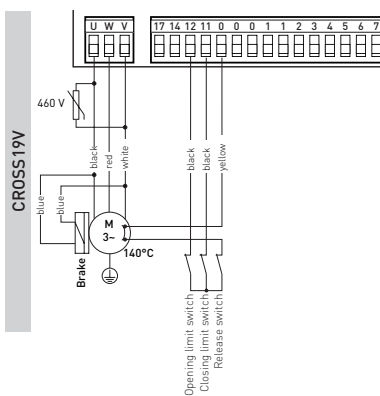 U W V
17 14 12 11 0 0 0 1 1 2 3 4 5 6 7
460 V
CROSS19V
black
red
white
black
black
yellow
blue
blue
M
3~
140°C
Brake
Opening limit switch
Closing limit switch
Release switch